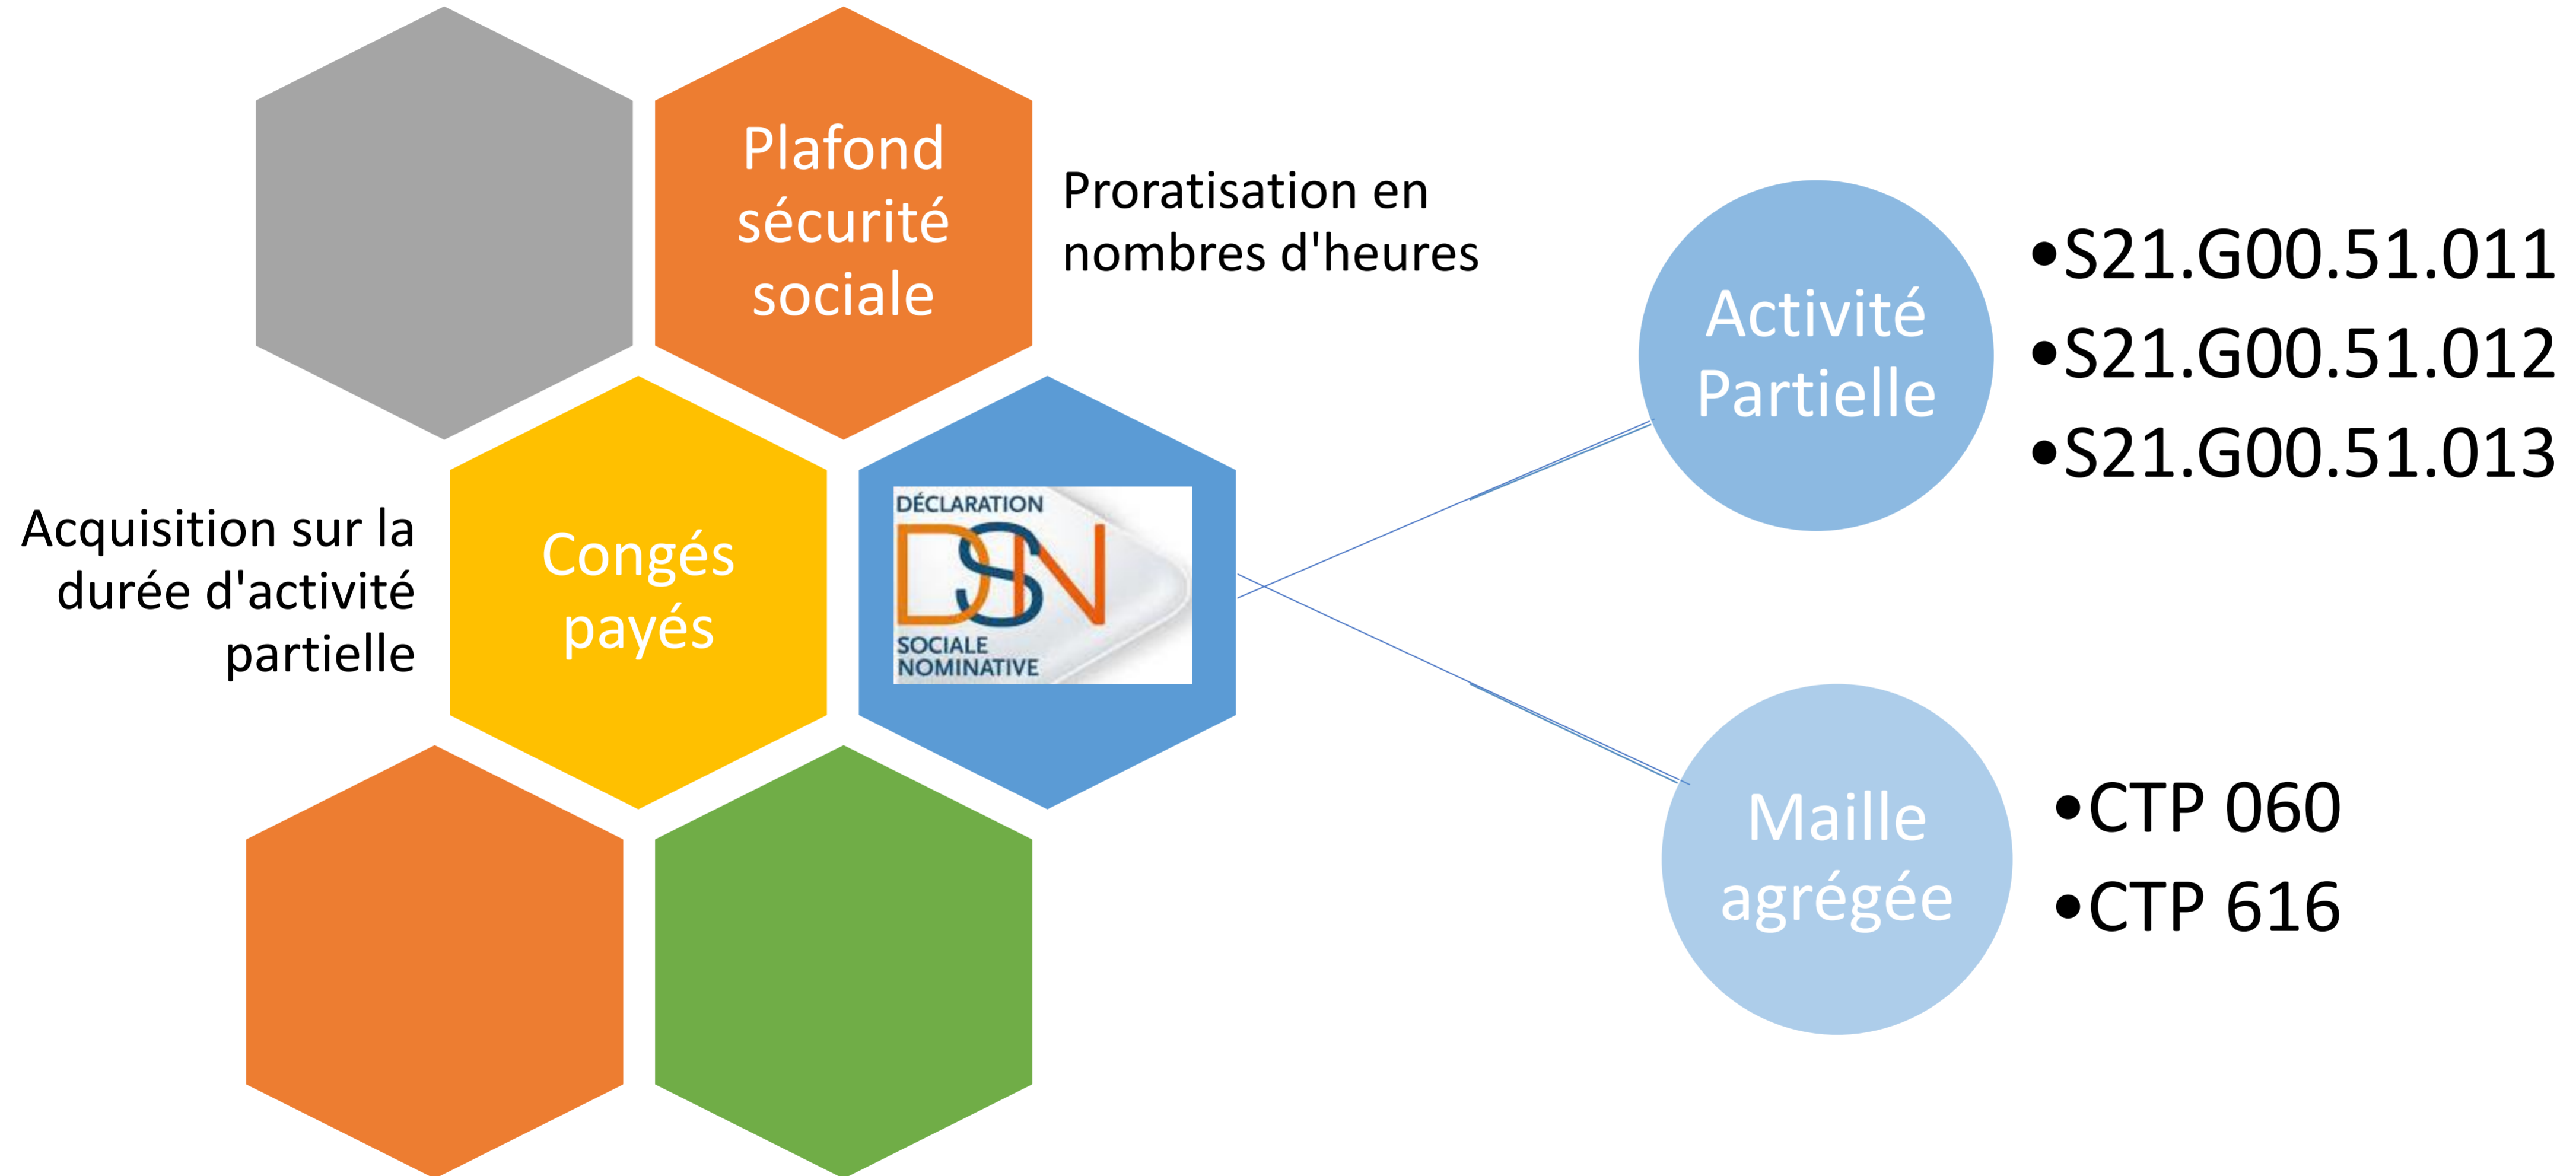 Plafond
sécurité
sociale
Proratisation en
nombres d'heures
Acquisition sur la
durée d'activité
partielle
Congés
payés
DÉCLARATION
DSN
SOCIALE
NOMINATIVE
Activité
Partielle
•S21.G00.51.011
•S21.G00.51.012
•S21.G00.51.013
Maille
agrégée
•CTP 060
•CTP 616